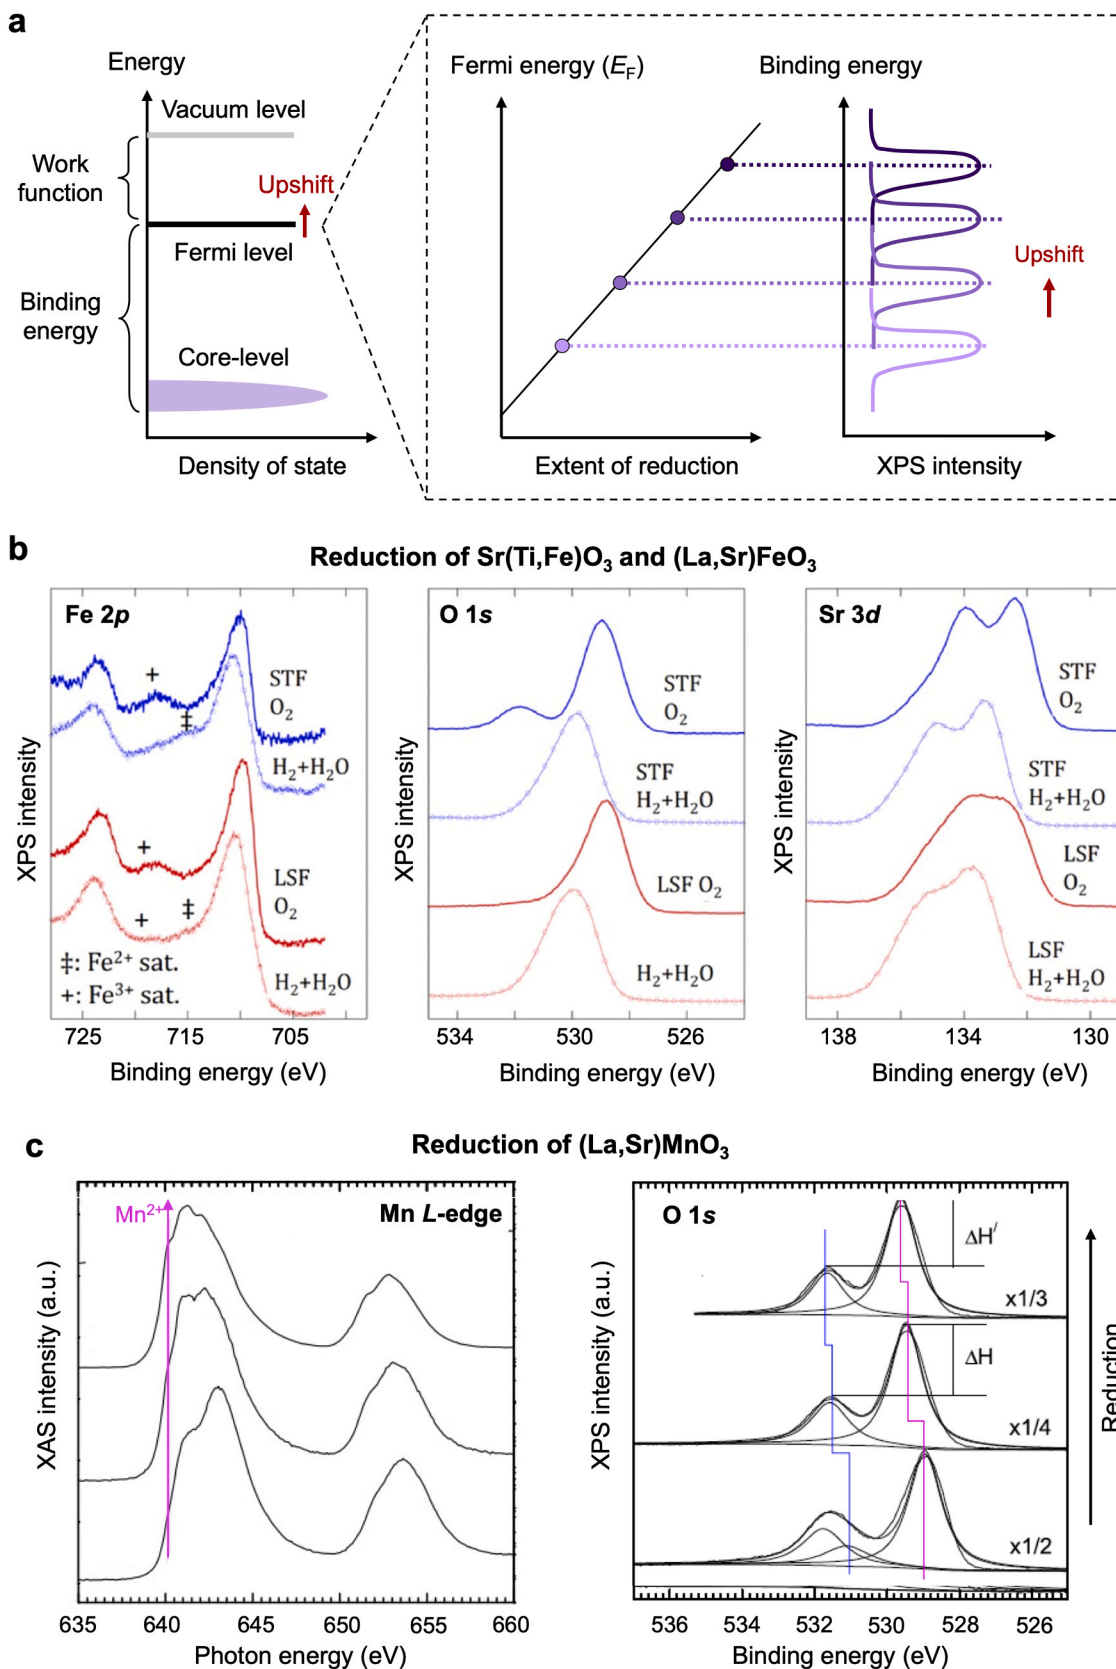 a
Energy
Vacuum level
Work
function
Upshift
Fermi level
Binding
energy
Core-level
Density of state
Fermi energy (E_F)
Extent of reduction
Binding energy
Upshift
XPS intensity
b
Reduction of Sr(Ti,Fe)O₃ and (La,Sr)FeO₃
Fe 2p
+
STF
O₂
‡
H₂+H₂O
+
LSF
O₂
+
‡
‡: Fe²⁺ sat.
+: Fe³⁺ sat.
H₂+H₂O
XPS intensity
725 715 705
Binding energy (eV)
O 1s
STF
O₂
STF
H₂+H₂O
LSF O₂
H₂+H₂O
XPS intensity
534 530 526
Binding energy (eV)
Sr 3d
STF
O₂
STF
H₂+H₂O
LSF
O₂
LSF
H₂+H₂O
XPS intensity
138 134 130
Binding energy (eV)
c
Reduction of (La,Sr)MnO₃
Mn²⁺
Mn L-edge
XAS intensity (a.u.)
635 640 645 650 655 660
Photon energy (eV)
O 1s
ΔH′
x1/3
ΔH
x1/4
x1/2
XPS intensity (a.u.)
Reduction
536 534 532 530 528 526
Binding energy (eV)